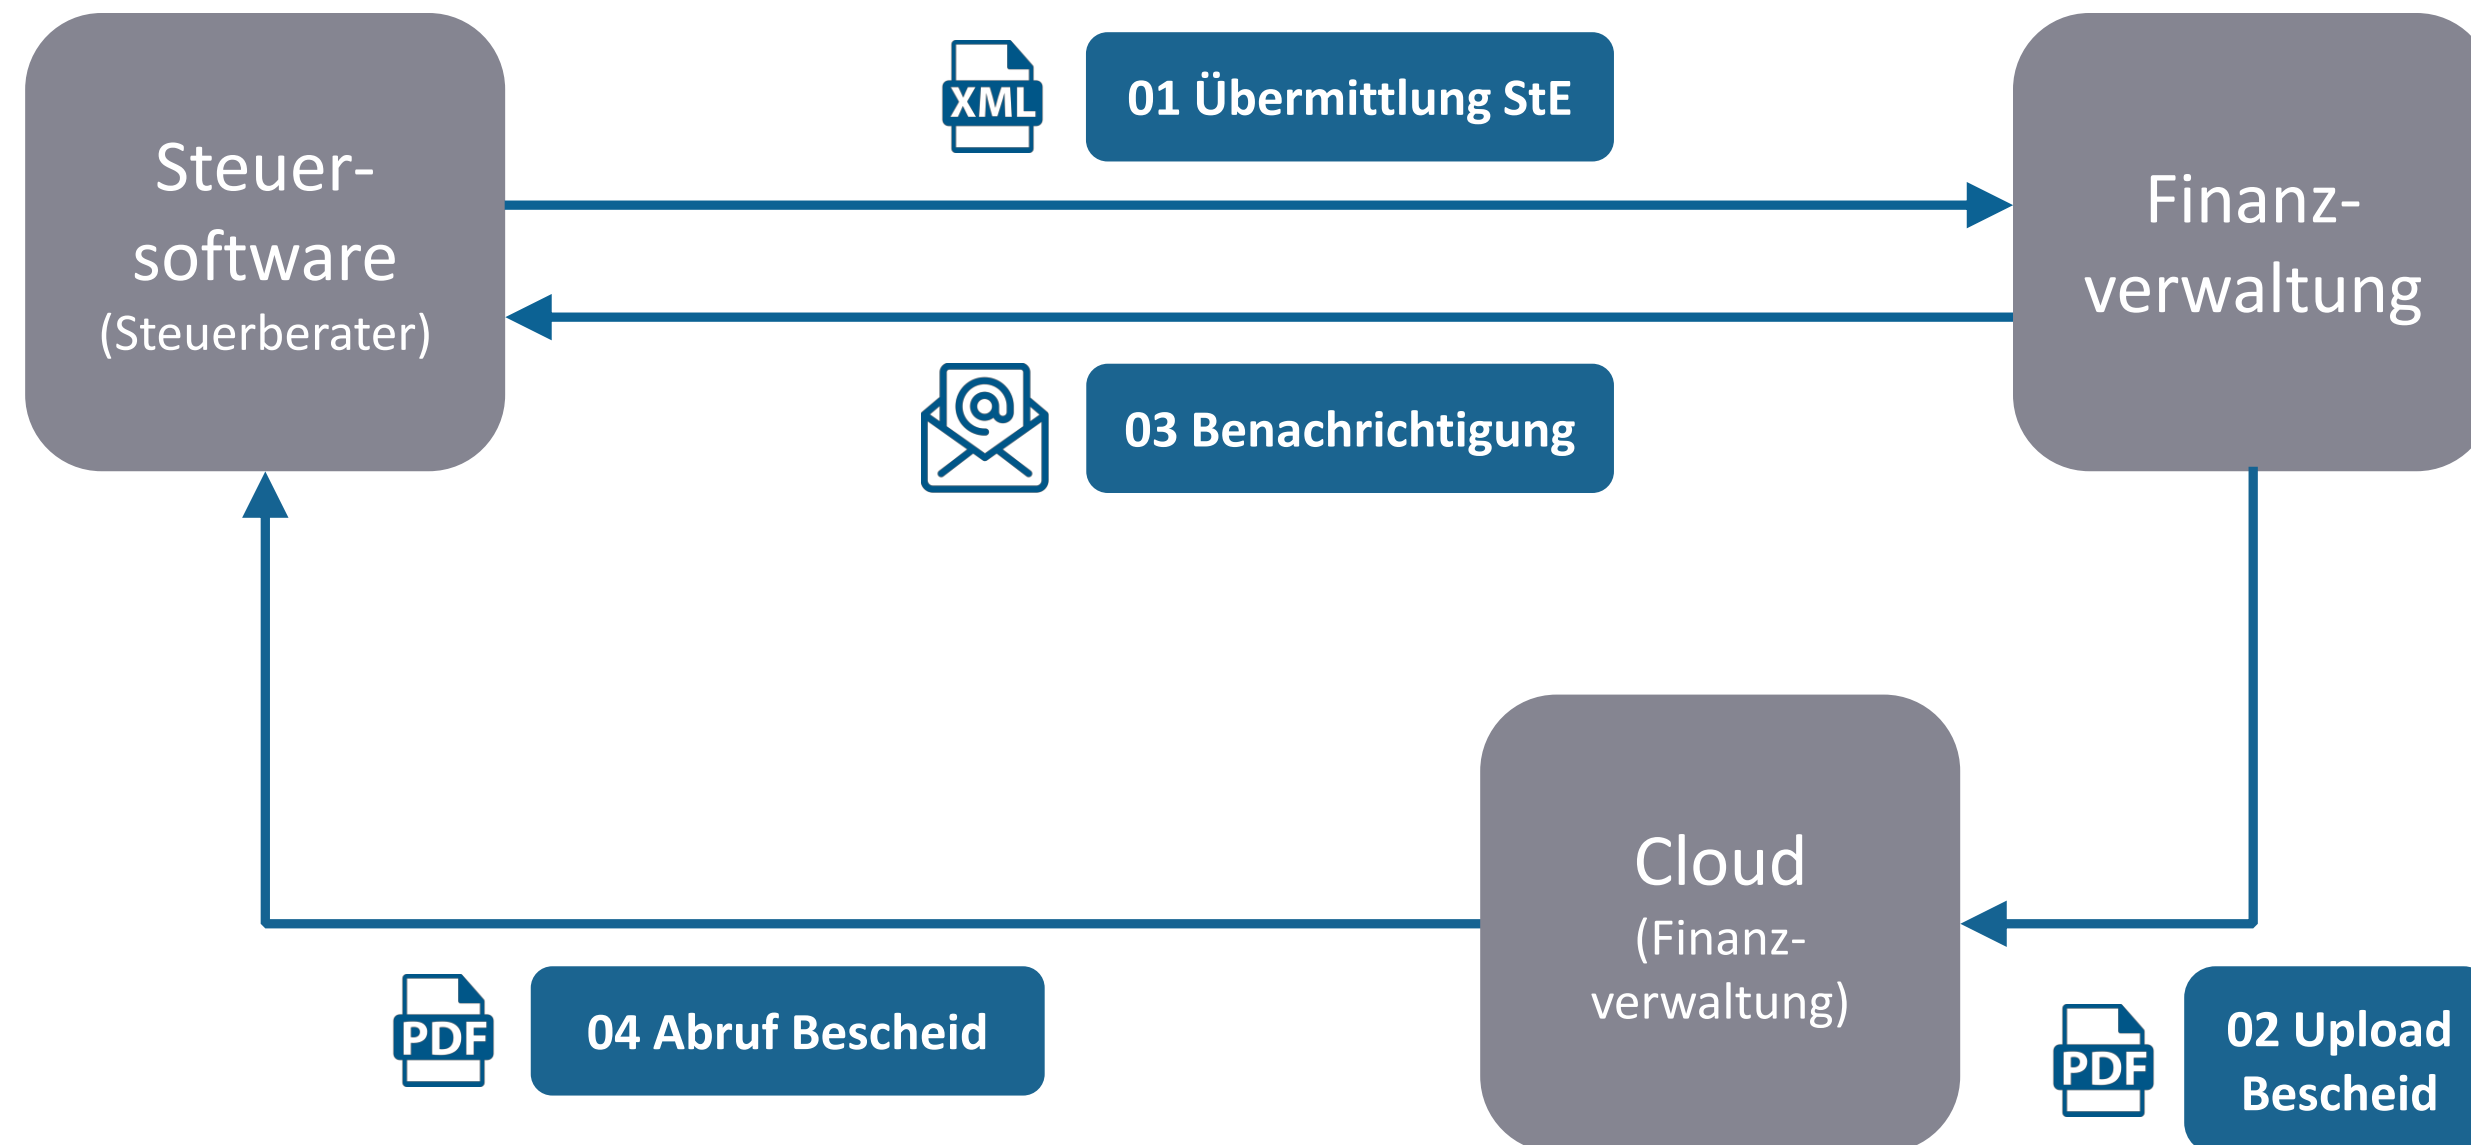 XML
01 Übermittlung StE
Steuer-
software
(Steuerberater)
Finanz-
verwaltung
03 Benachrichtigung
Cloud
(Finanz-
verwaltung)
PDF
04 Abruf Bescheid
PDF
02 Upload
Bescheid